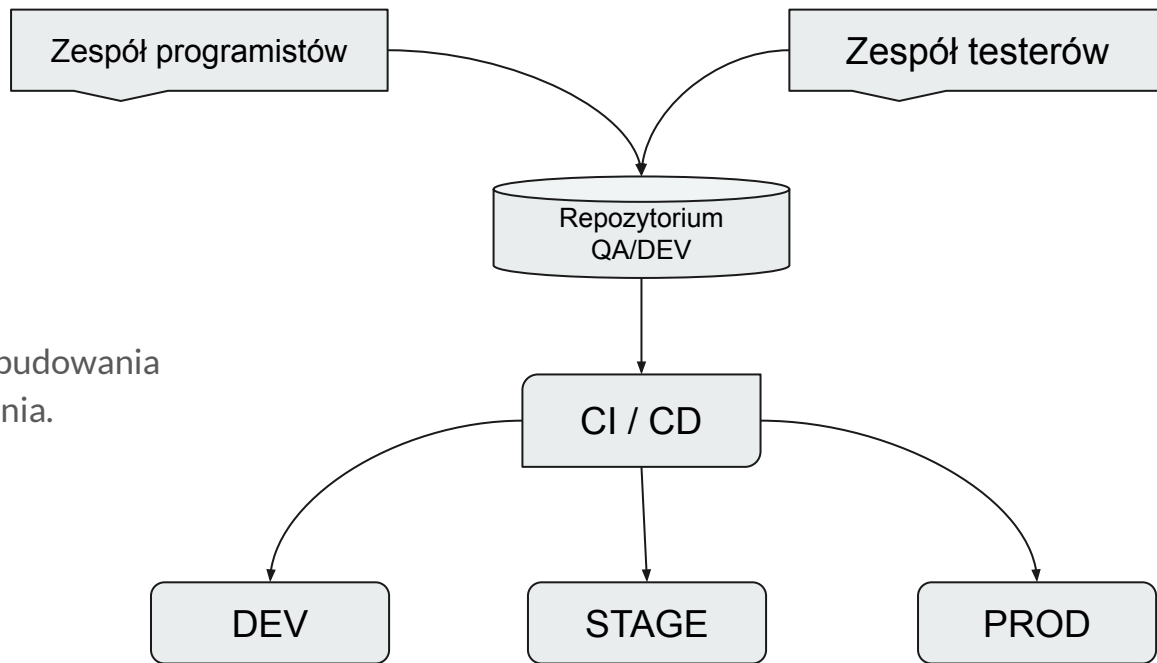 Zespół programistów
Zespół testerów
Repozytorium
QA/DEV
budowania
nia.
CI / CD
DEV
STAGE
PROD